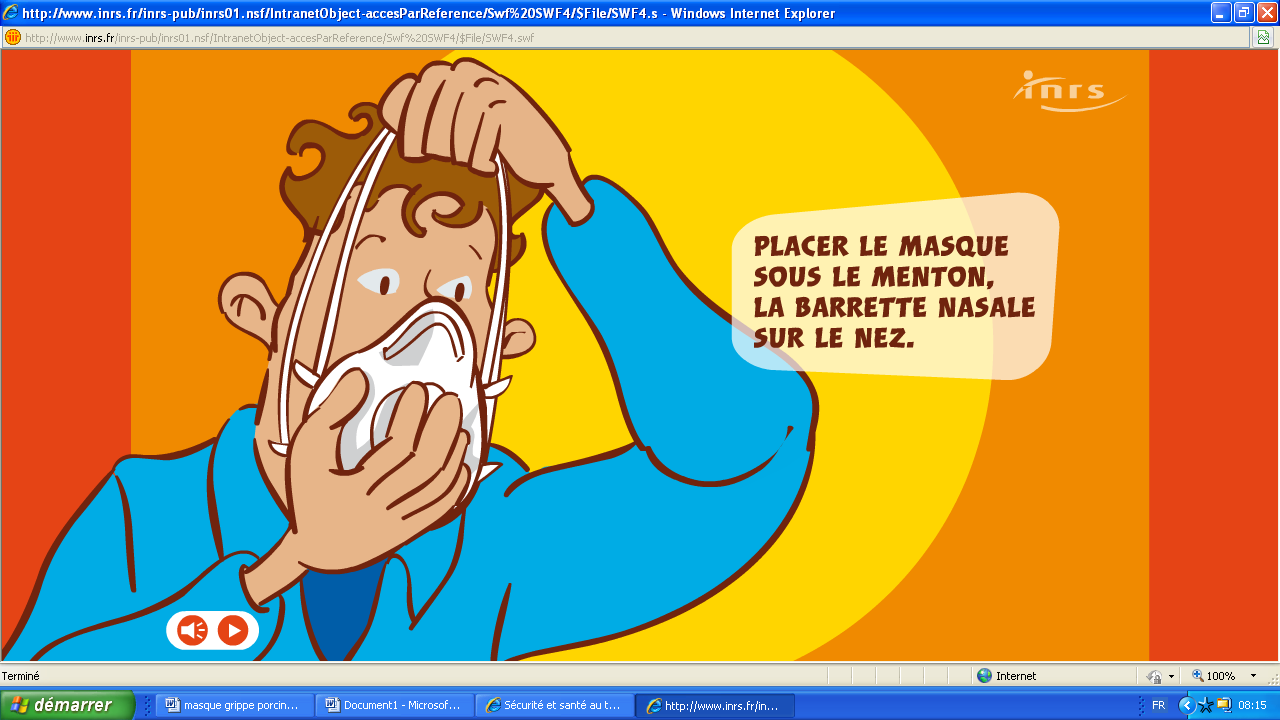 http://www.inrs.fr/inrs-pub/inrs01.nsf/IntranetObject-accesParReference/Swf%20SWF4/$File/SWF4.s - Windows Internet Explorer
http://www.inrs.fr/inrs-pub/inrs01.nsf/IntranetObject-accesParReference/Swf%20SWF4/$File/SWF4.swf
inrs
PLACER LE MASQUE
SOUS LE MENTON,
LA BARRETTE NASALE
SUR LE NEZ.
Terminé
Internet
100%
démarrer
masque grippe porcin...
Document1 - Microsof...
Sécurité et santé au t...
http://www.inrs.fr/in...
FR
08:15